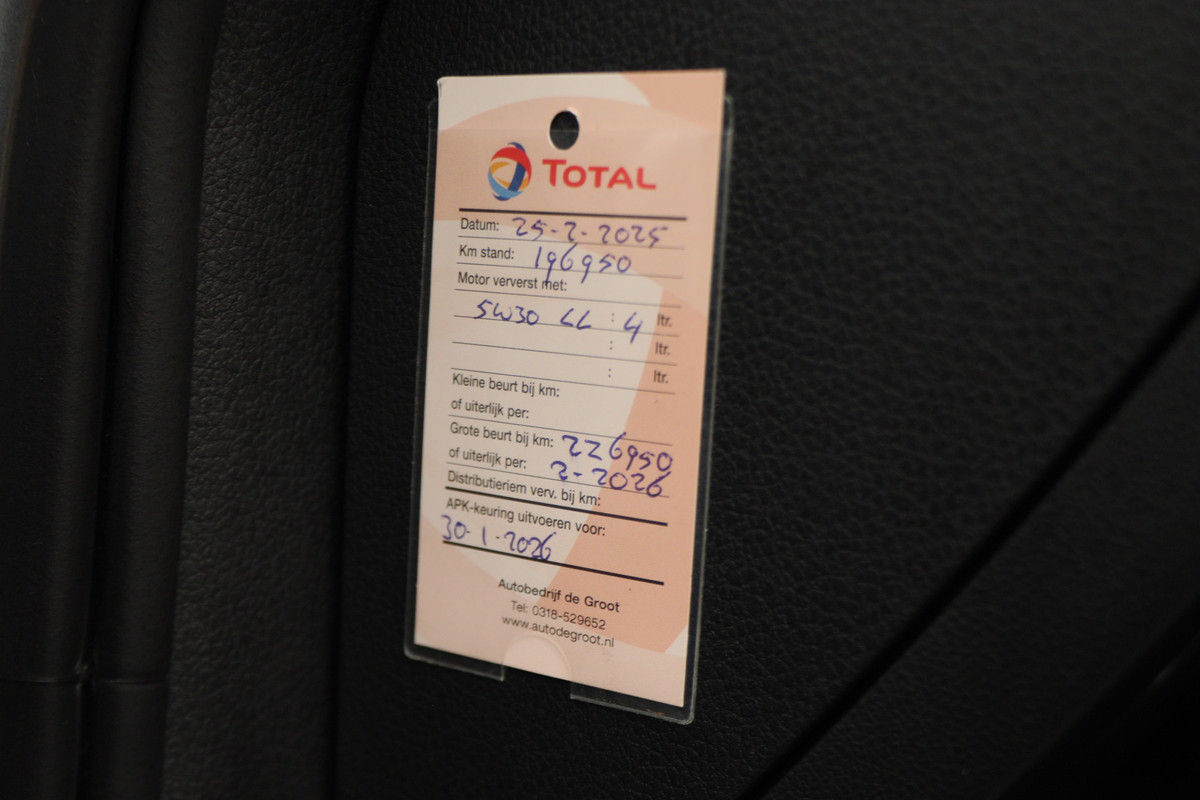 TOTAL
Datum: 25-2-2025
Km stand: 196950
Motor ververst met:
5W30 LL : 4 ltr.
: ltr.
: ltr.
Kleine beurt bij km:
of uiterlijk per:
Grote beurt bij km: 226950
of uiterlijk per: 2-2026
Distributieriem verv. bij km:
APK-keuring uitvoeren voor:
30-1-2026
Autobedrijf de Groot
Tel: 0318-529652
www.autodegroot.nl